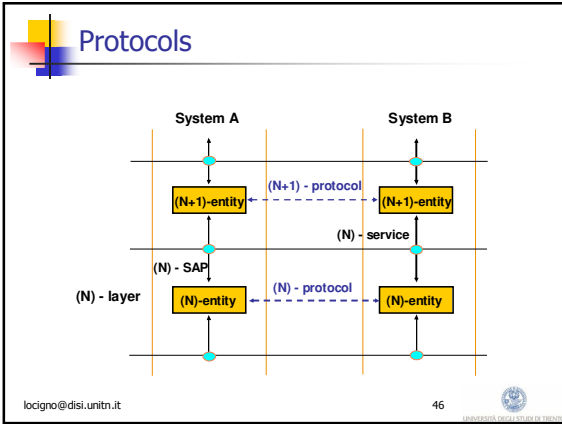 Protocols
System A System B
(N+1) - protocol
(N+1)-entity (N+1)-entity
(N) - service
(N) - SAP
(N) - protocol
(N) - layer
(N)-entity (N)-entity
locigno@disi.unitn.it 46
UNIVERSITÀ DEGLI STUDI DI TRENTO